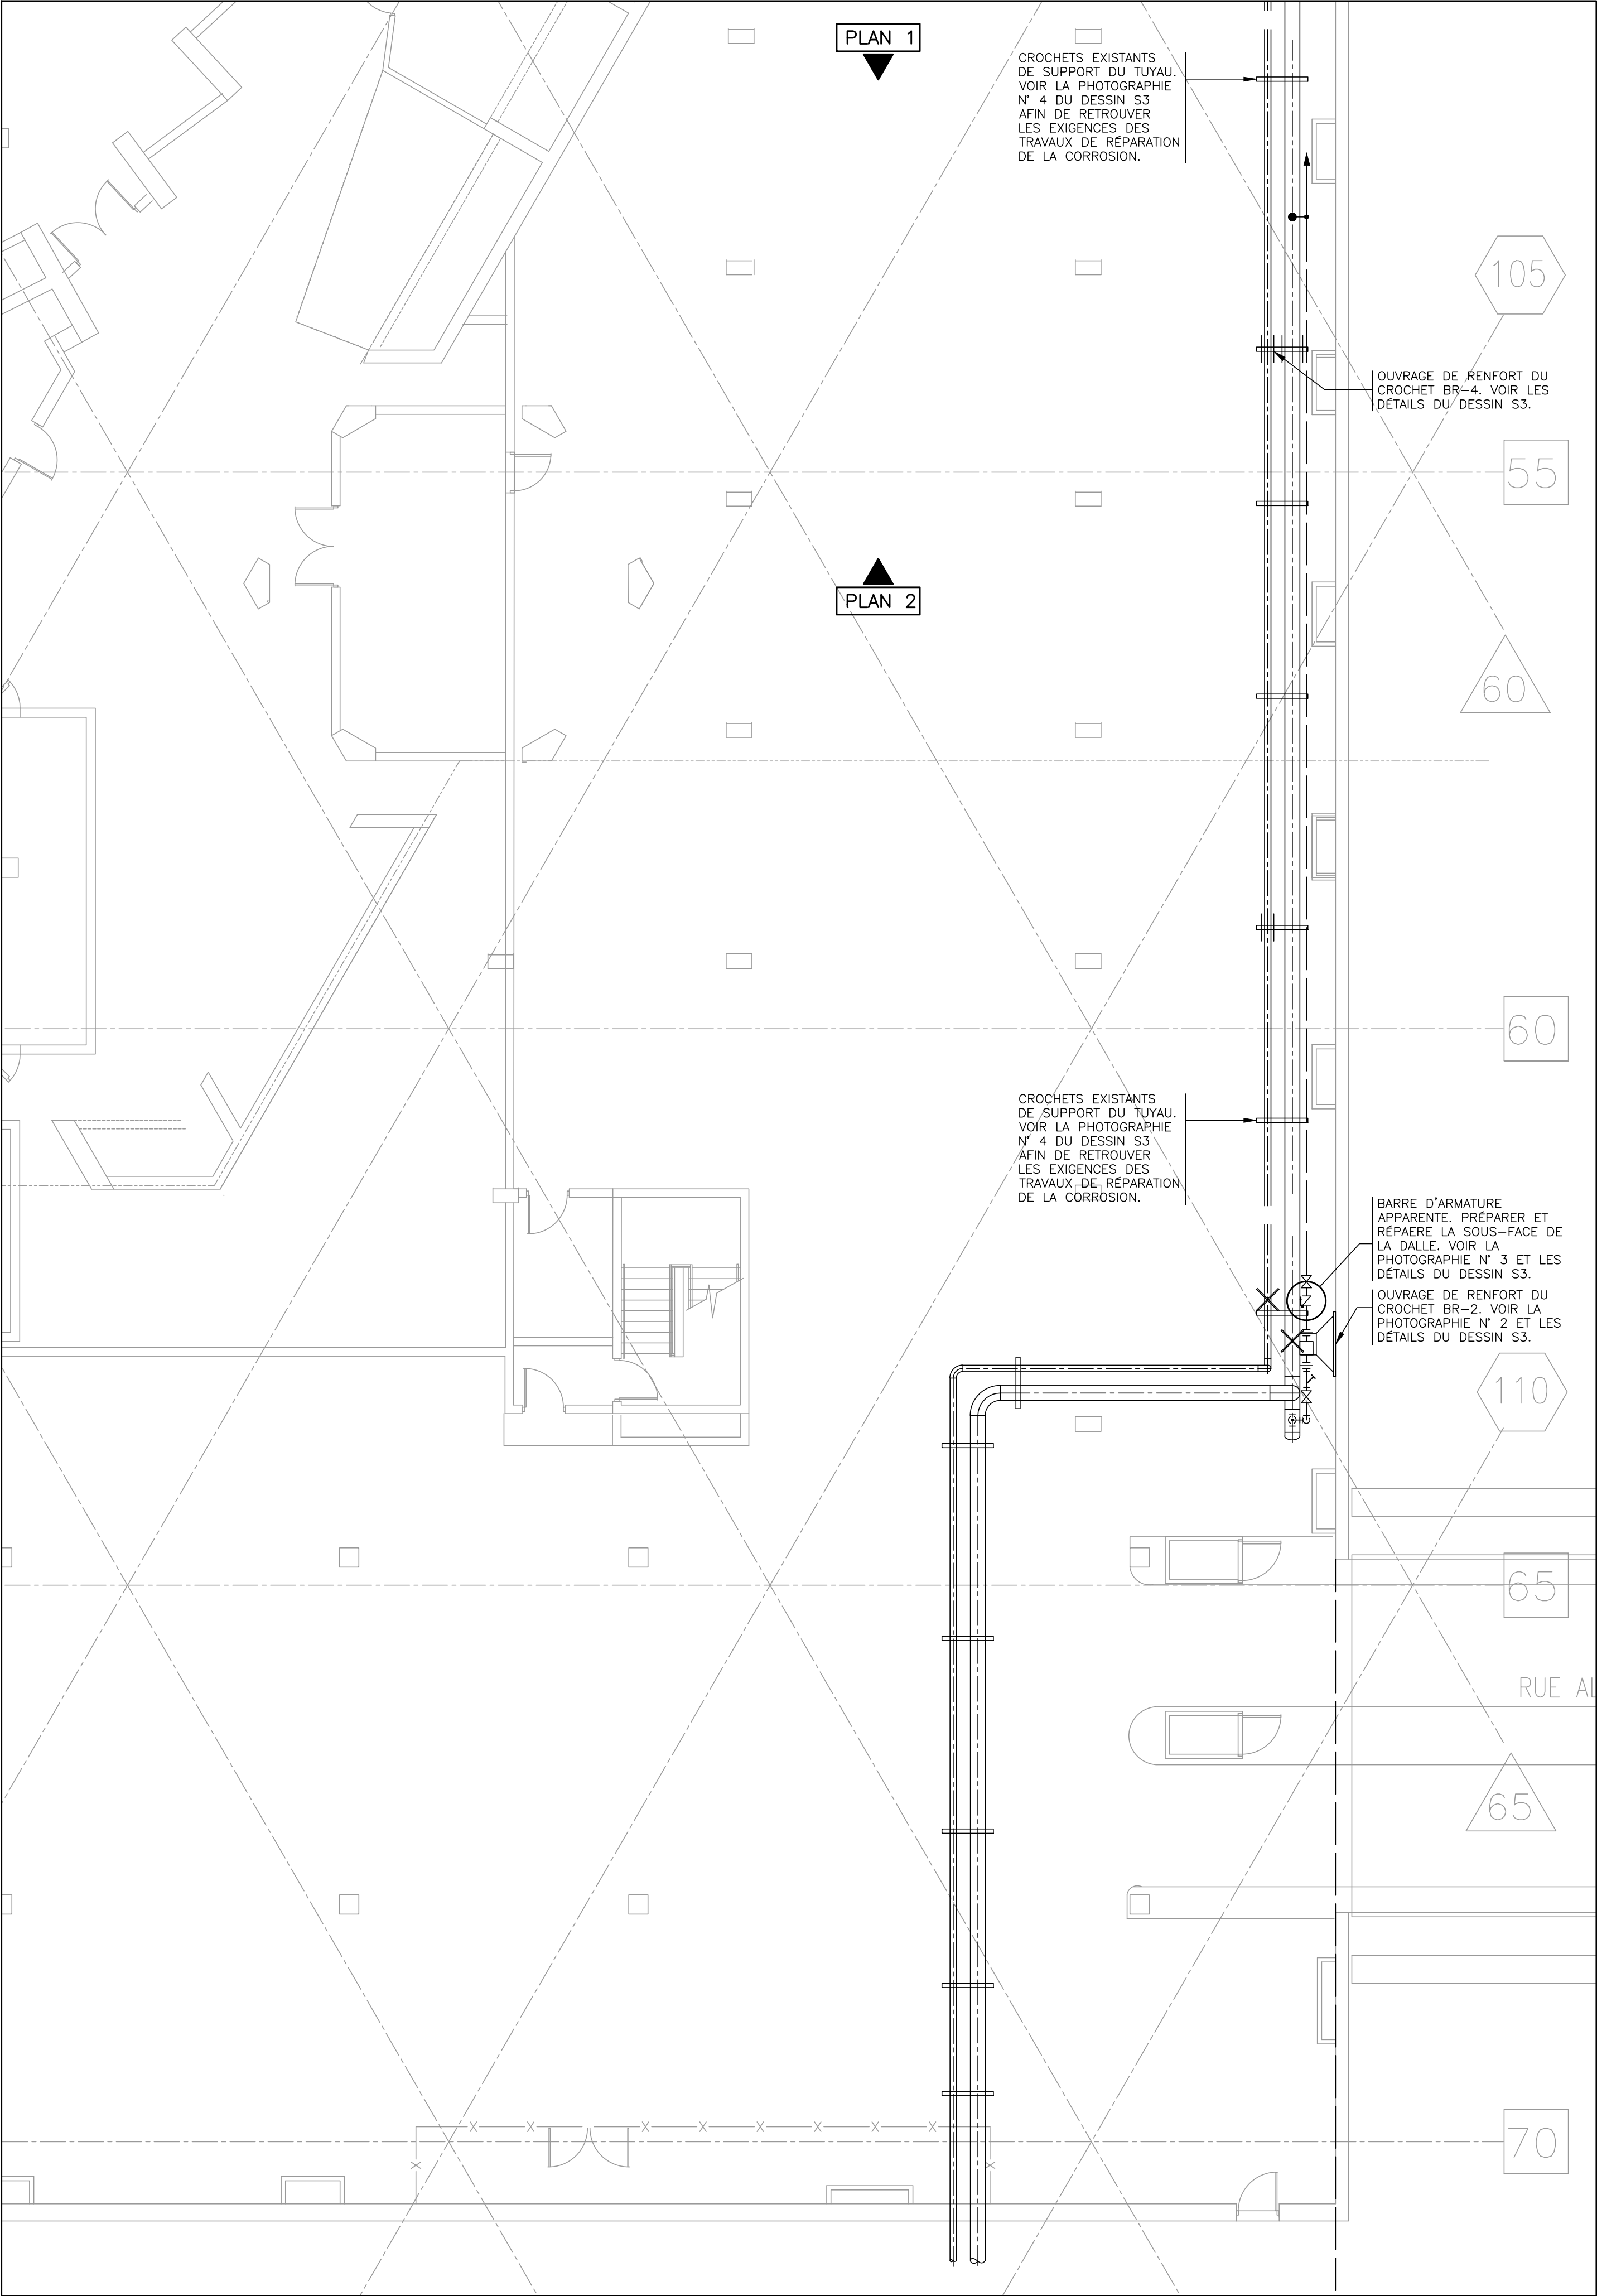 PLAN 1
CROCHETS EXISTANTS
DE SUPPORT DU TUYAU.
VOIR LA PHOTOGRAPHIE
N° 4 DU DESSIN S3
AFIN DE RETROUVER
LES EXIGENCES DES
TRAVAUX DE RÉPARATION
DE LA CORROSION.
105
OUVRAGE DE RENFORT DU
CROCHET BR-4. VOIR LES
DÉTAILS DU DESSIN S3.
55
PLAN 2
60
60
CROCHETS EXISTANTS
DE SUPPORT DU TUYAU.
VOIR LA PHOTOGRAPHIE
N° 4 DU DESSIN S3
AFIN DE RETROUVER
LES EXIGENCES DES
TRAVAUX DE RÉPARATION
DE LA CORROSION.
BARRE D'ARMATURE
APPARENTE. PRÉPARER ET
RÉPAERE LA SOUS-FACE DE
LA DALLE. VOIR LA
PHOTOGRAPHIE N° 3 ET LES
DÉTAILS DU DESSIN S3.
OUVRAGE DE RENFORT DU
CROCHET BR-2. VOIR LA
PHOTOGRAPHIE N° 2 ET LES
DÉTAILS DU DESSIN S3.
110
65
RUE AL
65
70